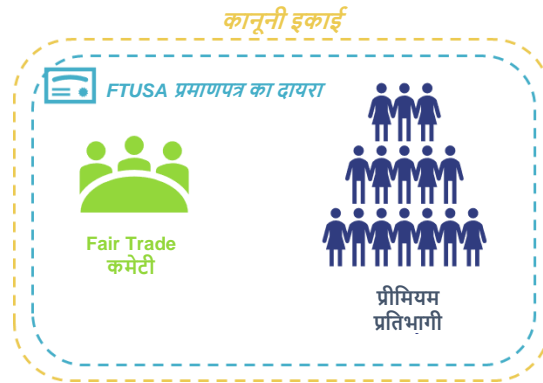 कानूनी इकाई
FTUSA प्रमाणपत्र का दायरा
Fair Trade
कमेटी
प्रीमियम
प्रतिभागी